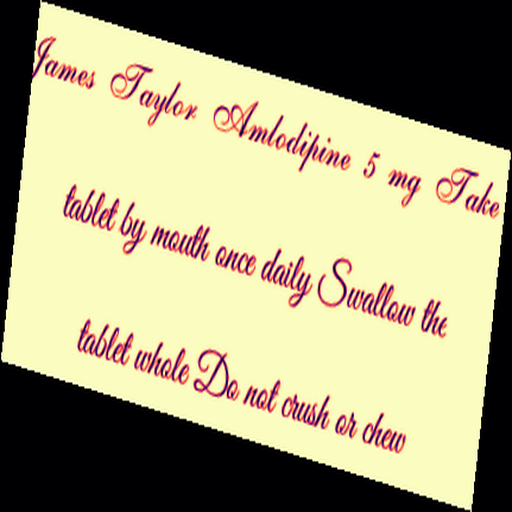 James Taylor Amlodipine 5 mg Take
tablet by mouth once daily Swallow the
tablet whole Do not crush or chew